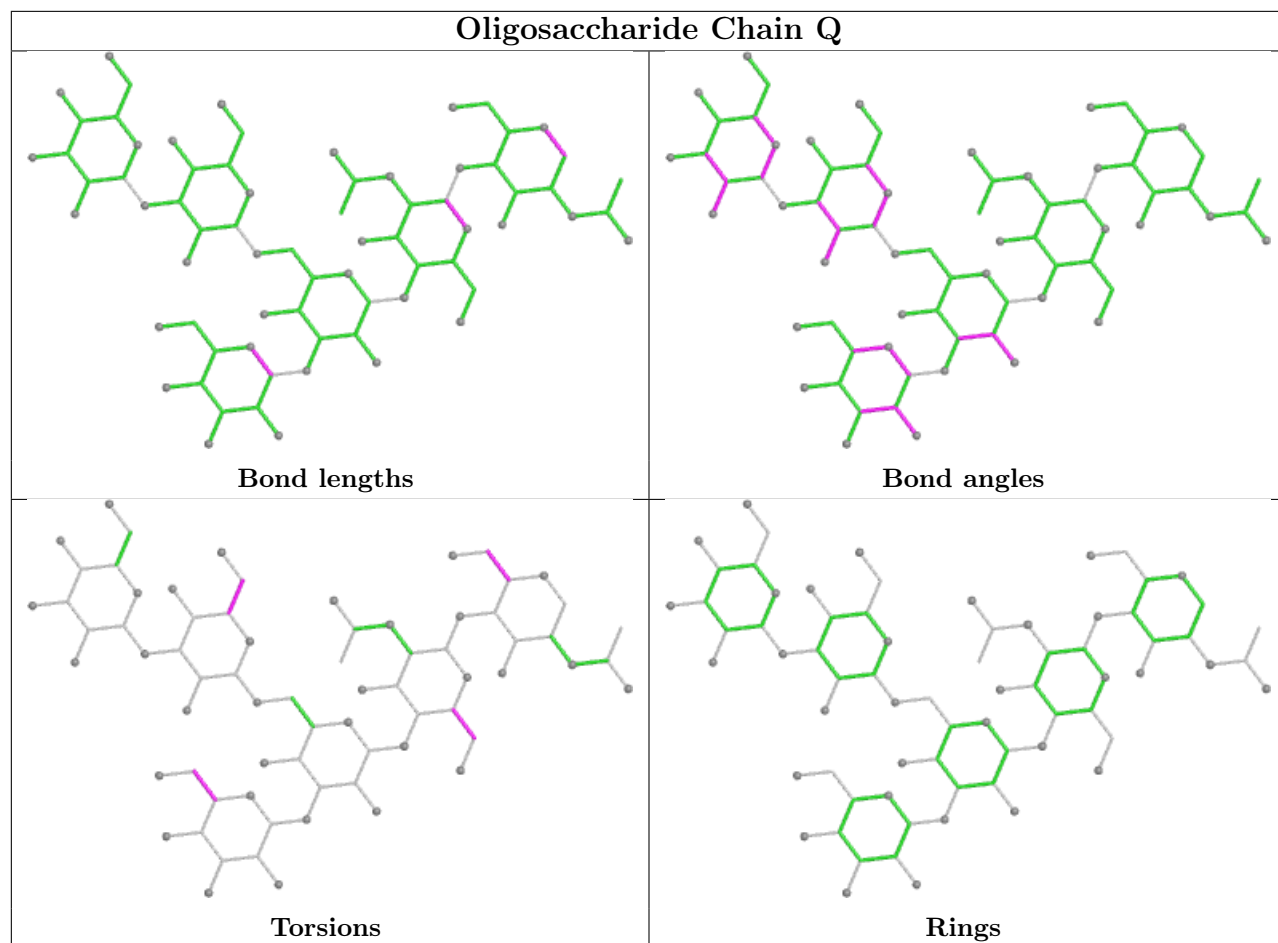 Oligosaccharide Chain Q
Bond lengths
Bond angles
Torsions
Rings